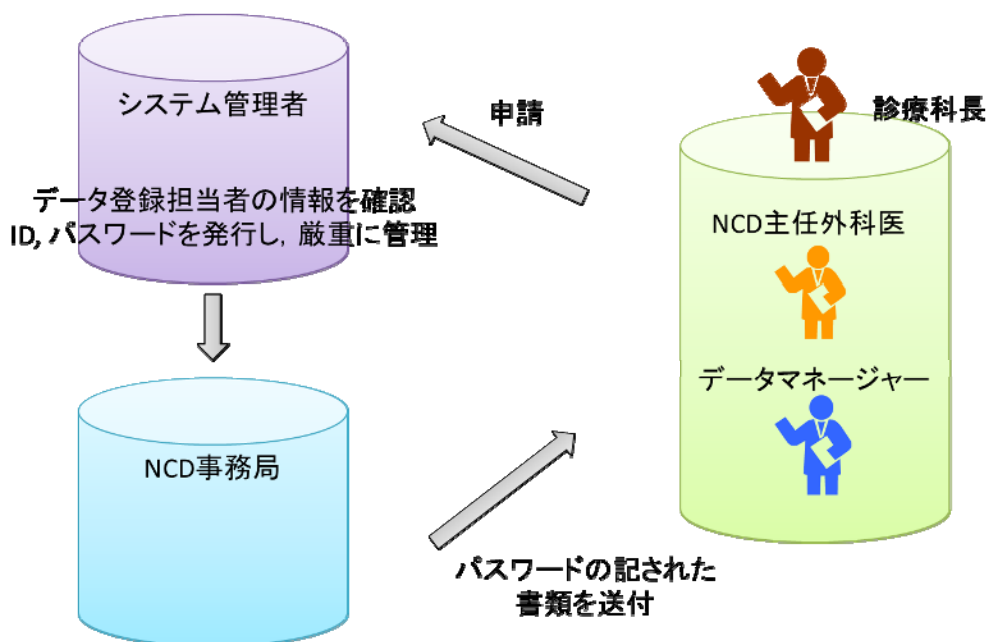 システム管理者
データ登録担当者の情報を確認
ID, パスワードを発行し, 厳重に管理
申請
診療科長
NCD主任外科医
データマネージャー
NCD事務局
パスワードの記された
書類を送付